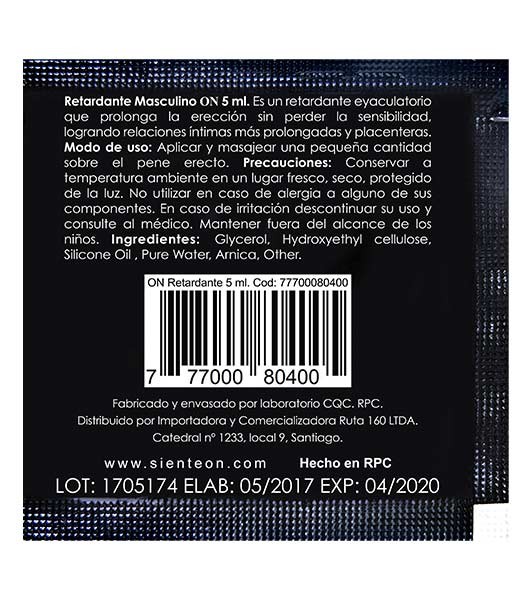 Retardante Masculino ON 5 ml. Es un retardante eyaculatorio
que prolonga la erección sin perder la sensibilidad,
logrando relaciones íntimas más prolongadas y placenteras.
Modo de uso: Aplicar y masajear una pequeña cantidad
sobre el pene erecto. Precauciones: Conservar a
temperatura ambiente en un lugar fresco, seco, protegido
de la luz. No utilizar en caso de alergia a alguno de sus
componentes. En caso de irritación descontinuar su uso y
consulte al médico. Mantener fuera del alcance de los
niños. Ingredientes: Glycerol, Hydroxyethyl cellulose,
Silicone Oil , Pure Water, Arnica, Other.
ON Retardante 5 ml. Cod: 77700080400
7 77000 80400
Fabricado y envasado por laboratorio CQC. RPC.
Distribuido por Importadora y Comercializadora Ruta 160 LTDA.
Catedral nº 1233, local 9, Santiago.
www.sienteon.com Hecho en RPC
LOT: 1705174 ELAB: 05/2017 EXP: 04/2020